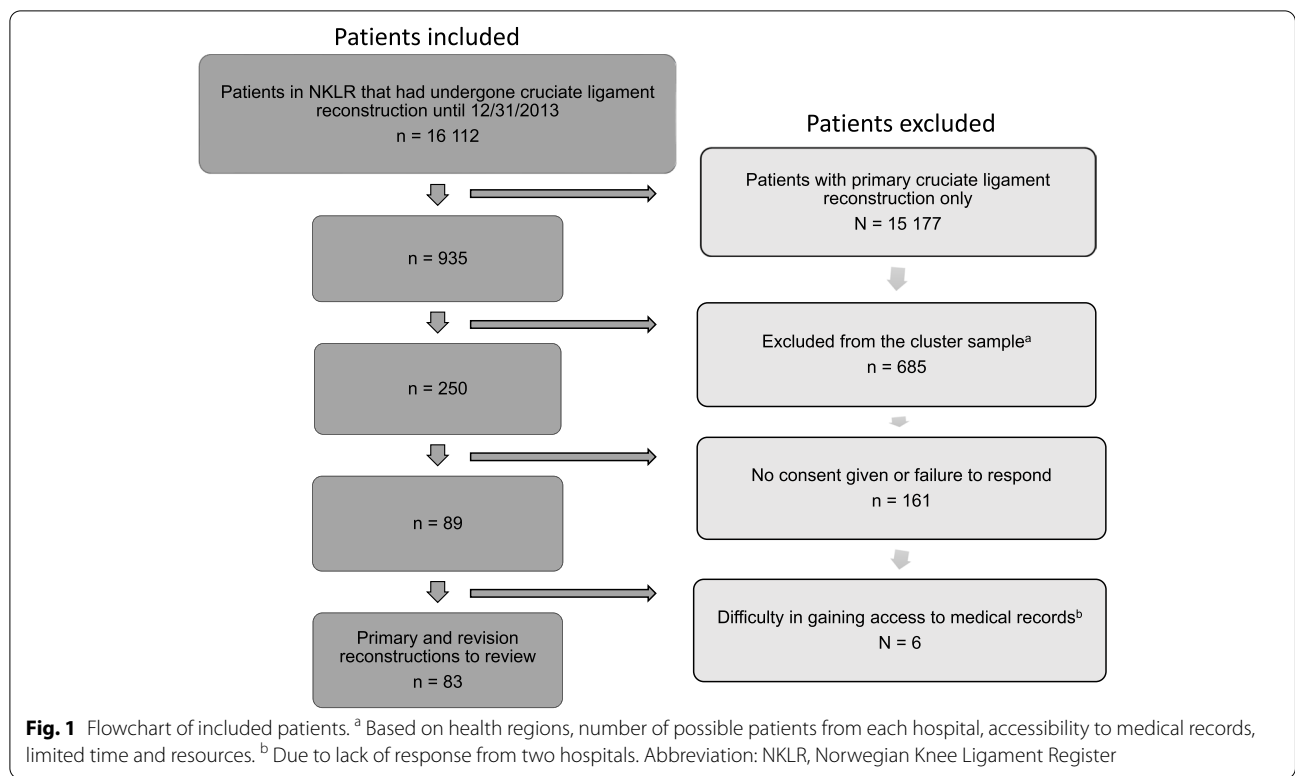 Patients included
Patients in NKLR that had undergone cruciate ligament
reconstruction until 12/31/2013
n = 16 112
Patients excluded
Patients with primary cruciate ligament
reconstruction only
N = 15 177
n = 935
Excluded from the cluster sampleᵃ
n = 685
n = 250
No consent given or failure to respond
n = 161
n = 89
Difficulty in gaining access to medical recordsᵇ
N = 6
Primary and revision
reconstructions to review
n = 83
Fig. 1 Flowchart of included patients. ᵃ Based on health regions, number of possible patients from each hospital, accessibility to medical records,
limited time and resources. ᵇ Due to lack of response from two hospitals. Abbreviation: NKLR, Norwegian Knee Ligament Register